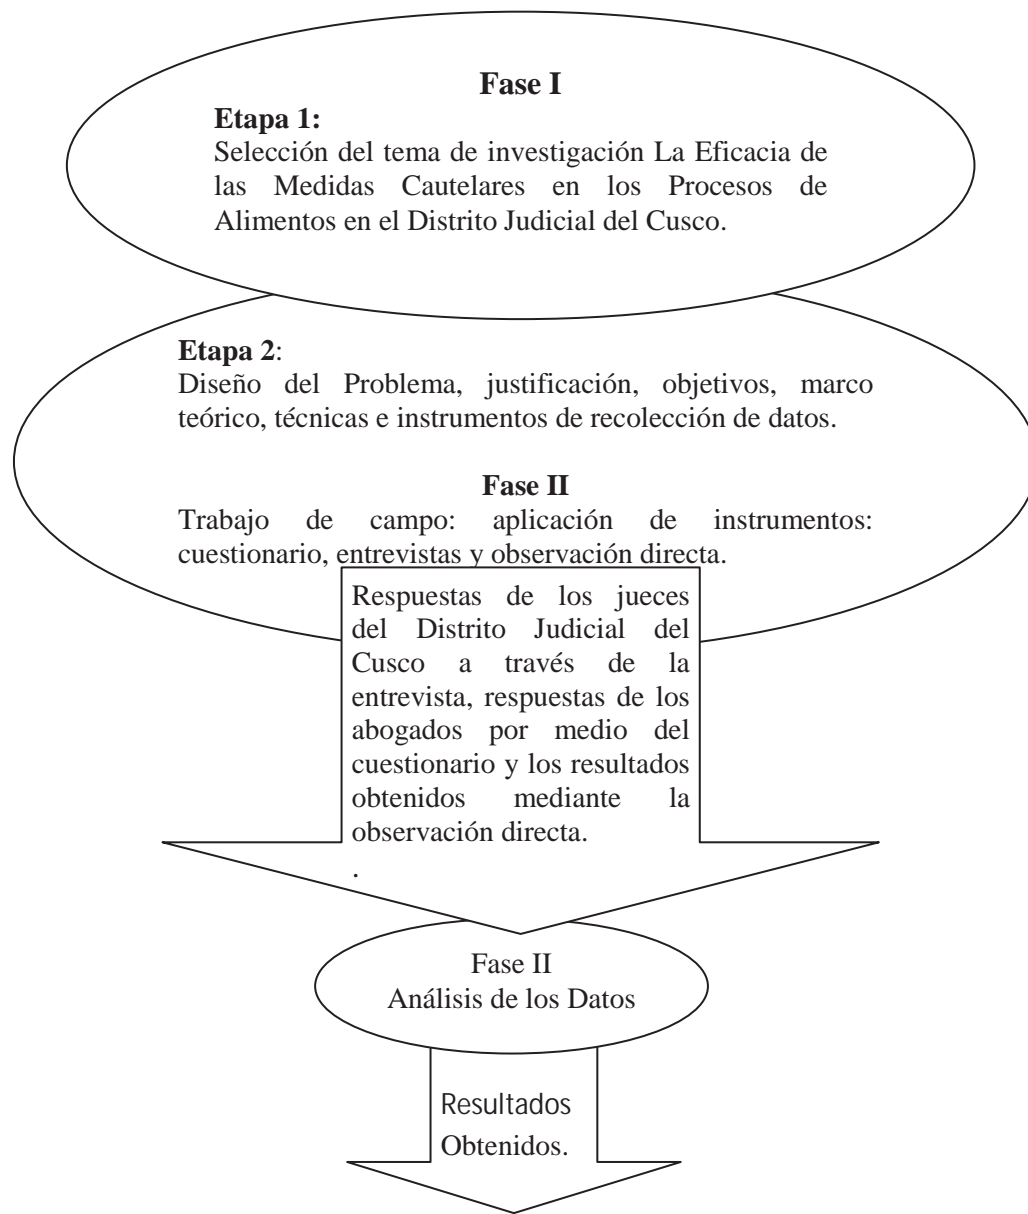 Fase I
Etapa 1:
Selección del tema de investigación La Eficacia de
las Medidas Cautelares en los Procesos de
Alimentos en el Distrito Judicial del Cusco.
Etapa 2:
Diseño del Problema, justificación, objetivos, marco
teórico, técnicas e instrumentos de recolección de datos.
Fase II
Trabajo de campo: aplicación de instrumentos:
cuestionario, entrevistas y observación directa.
Respuestas de los jueces
del Distrito Judicial del
Cusco a través de la
entrevista, respuestas de los
abogados por medio del
cuestionario y los resultados
obtenidos mediante la
observación directa.
.
Fase II
Análisis de los Datos
Resultados
Obtenidos.